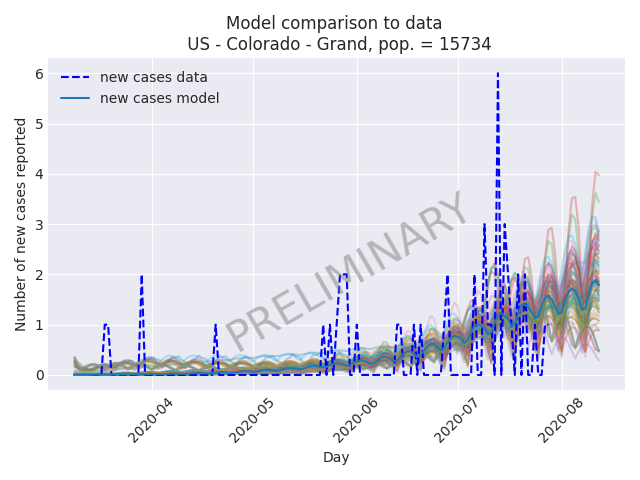 Model comparison to data
US - Colorado - Grand, pop. = 15734
Number of new cases reported
6
5
4
3
2
1
0
new cases data
new cases model
PRELIMINARY
2020-04
2020-05
2020-06
2020-07
2020-08
Day